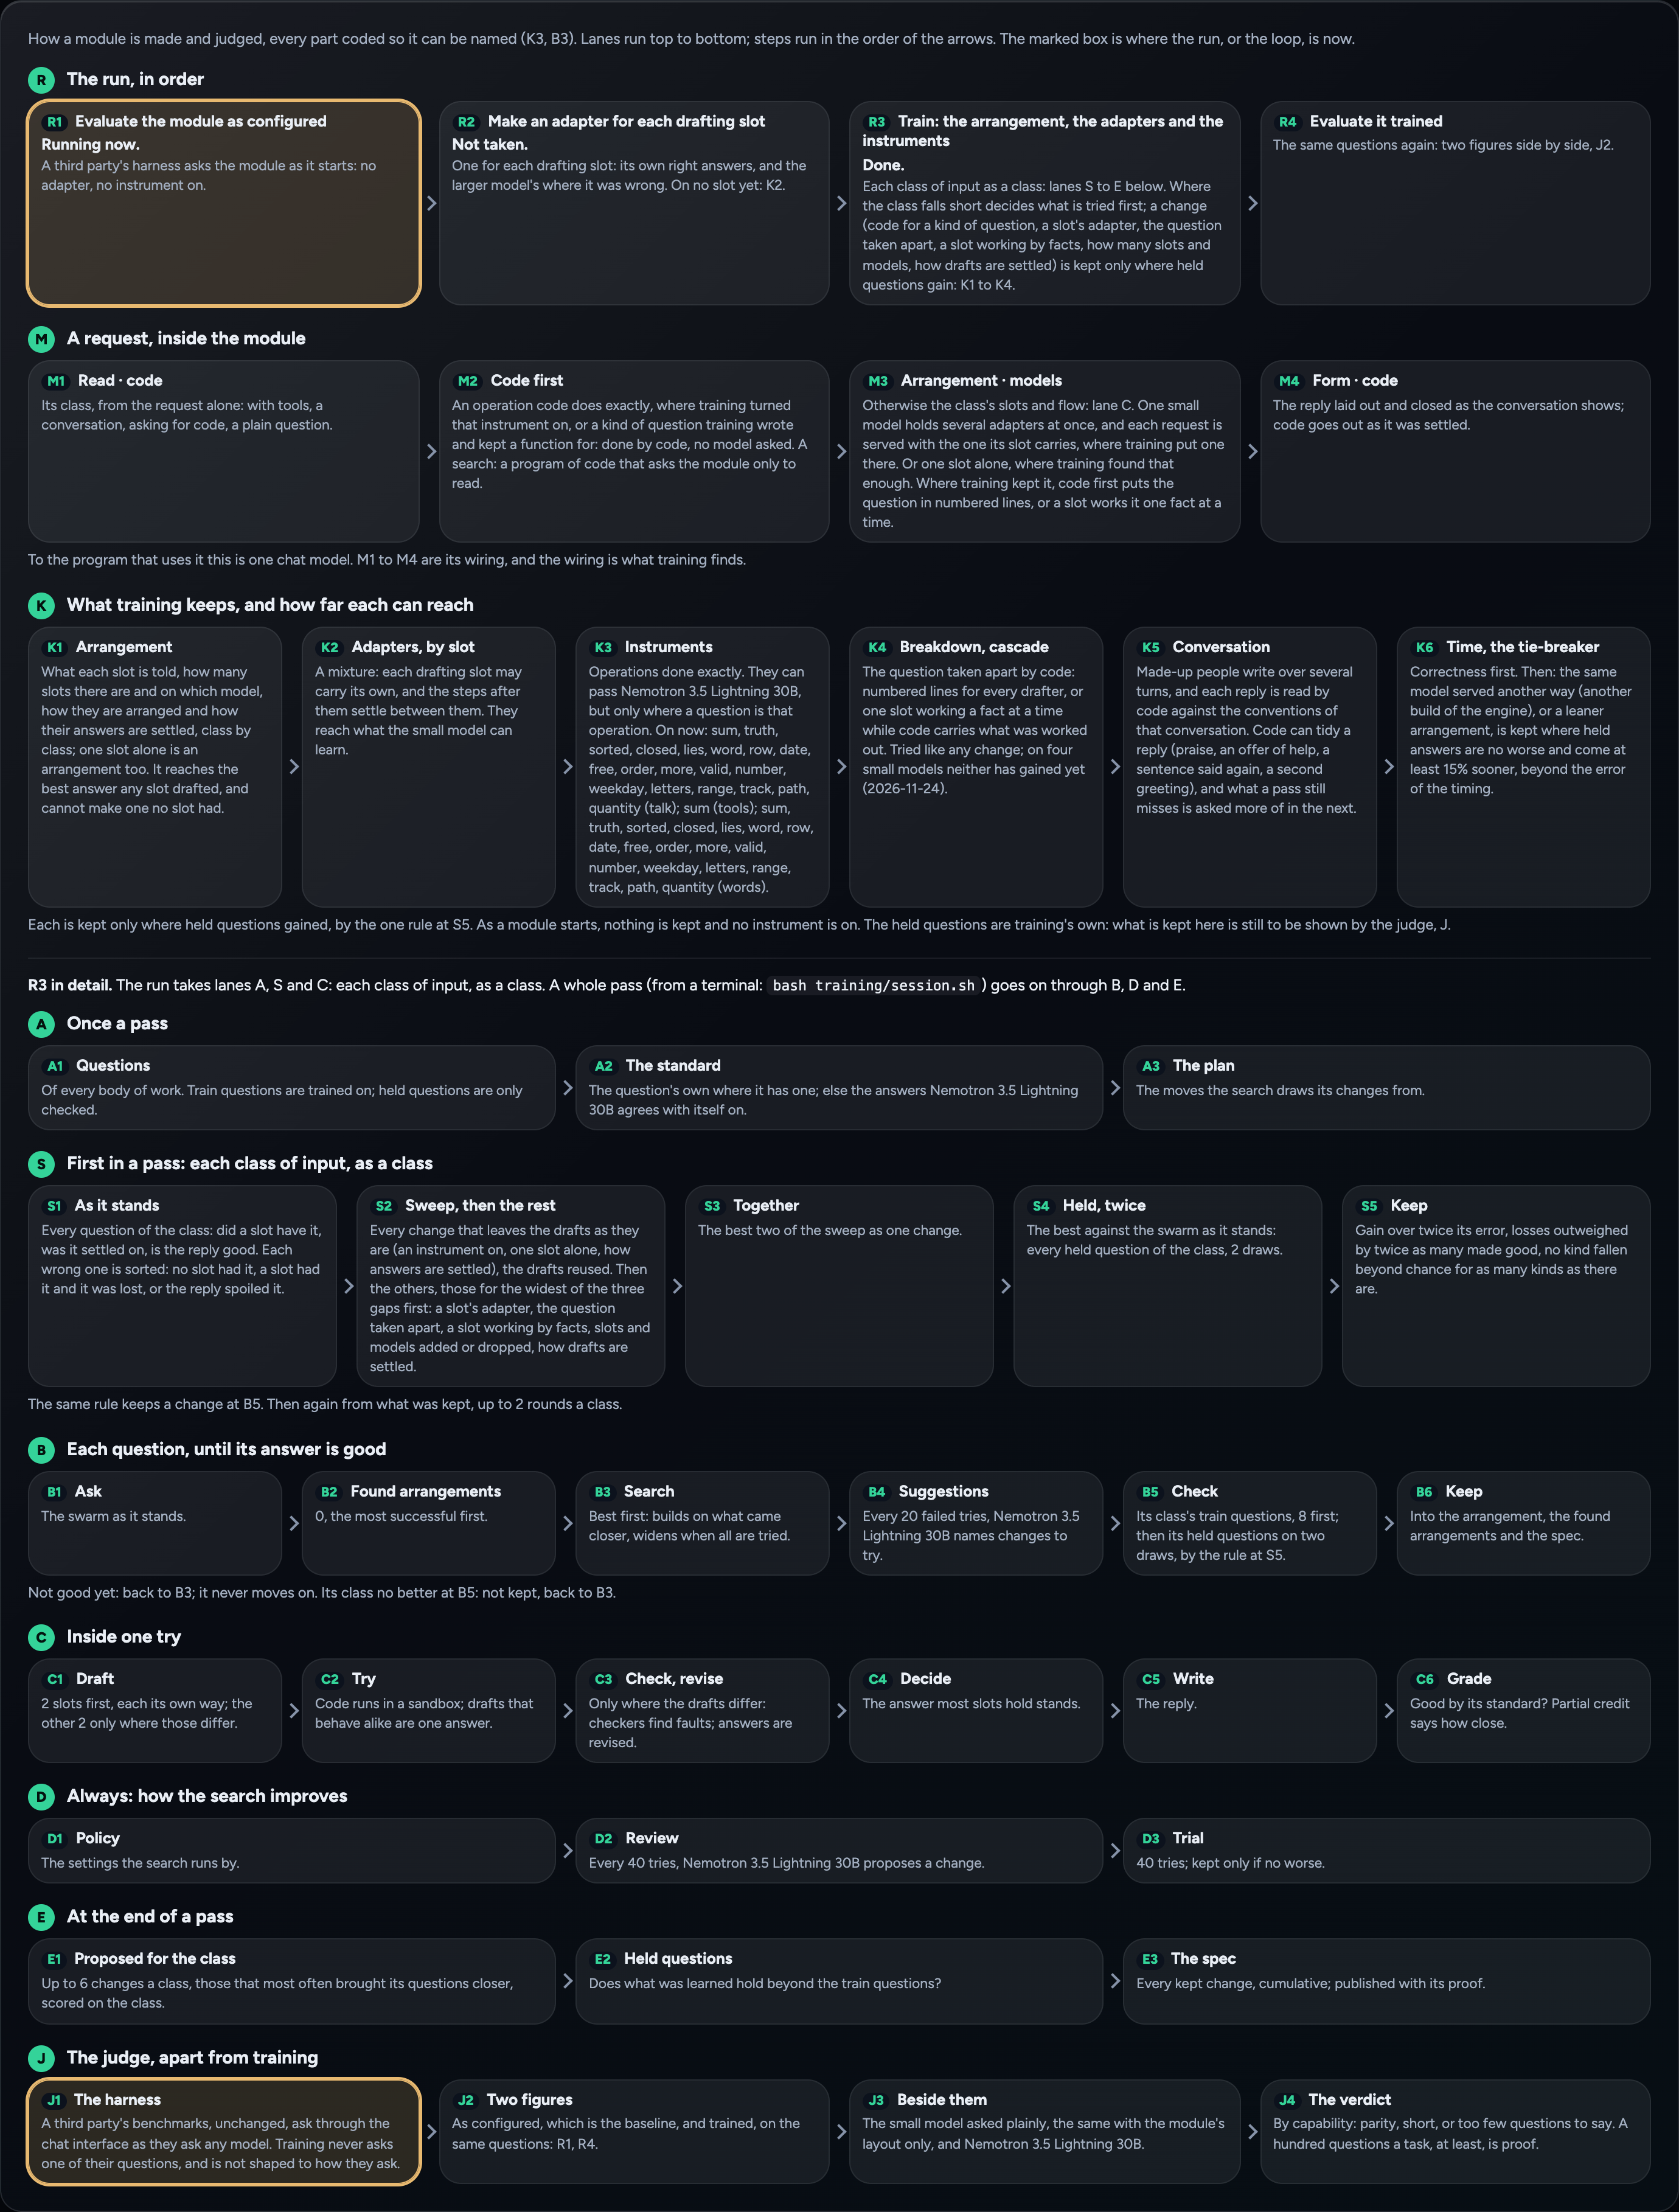 How a module is made and judged, every part coded so it can be named (K3, B3). Lanes run top to bottom; steps run in the order of the arrows. The marked box is where the run, or the loop, is now.
R The run, in order
R1 Evaluate the module as configured
Running now.
A third party's harness asks the module as it starts: no
adapter, no instrument on.
R2 Make an adapter for each drafting slot
Not taken.
One for each drafting slot: its own right answers, and the
larger model's where it was wrong. On no slot yet: K2.
R3 Train: the arrangement, the adapters and the
instruments
Done.
Each class of input as a class: lanes S to E below. Where
the class falls short decides what is tried first; a change
(code for a kind of question, a slot's adapter, the question
taken apart, a slot working by facts, how many slots and
models, how drafts are settled) is kept only where held
questions gain: K1 to K4.
R4 Evaluate it trained
The same questions again: two figures side by side, J2.
M A request, inside the module
M1 Read · code
Its class, from the request alone: with tools, a
conversation, asking for code, a plain question.
M2 Code first
An operation code does exactly, where training turned
that instrument on, or a kind of question training wrote
and kept a function for: done by code, no model asked. A
search: a program of code that asks the module only to
read.
M3 Arrangement · models
Otherwise the class's slots and flow: lane C. One small
model holds several adapters at once, and each request is
served with the one its slot carries, where training put one
there. Or one slot alone, where training found that
enough. Where training kept it, code first puts the
question in numbered lines, or a slot works it one fact at a
time.
M4 Form · code
The reply laid out and closed as the conversation shows;
code goes out as it was settled.
To the program that uses it this is one chat model. M1 to M4 are its wiring, and the wiring is what training finds.
K What training keeps, and how far each can reach
K1 Arrangement
What each slot is told, how many
slots there are and on which model,
how they are arranged and how
their answers are settled, class by
class; one slot alone is an
arrangement too. It reaches the
best answer any slot drafted, and
cannot make one no slot had.
K2 Adapters, by slot
A mixture: each drafting slot may
carry its own, and the steps after
them settle between them. They
reach what the small model can
learn.
K3 Instruments
Operations done exactly. They can
pass Nemotron 3.5 Lightning 30B,
but only where a question is that
operation. On now: sum, truth,
sorted, closed, lies, word, row, date,
free, order, more, valid, number,
weekday, letters, range, track, path,
quantity (talk); sum (tools); sum,
truth, sorted, closed, lies, word, row,
date, free, order, more, valid,
number, weekday, letters, range,
track, path, quantity (words).
K4 Breakdown, cascade
The question taken apart by code:
numbered lines for every drafter, or
one slot working a fact at a time
while code carries what was worked
out. Tried like any change; on four
small models neither has gained yet
(2026-11-24).
K5 Conversation
Made-up people write over several
turns, and each reply is read by
code against the conventions of
that conversation. Code can tidy a
reply (praise, an offer of help, a
sentence said again, a second
greeting), and what a pass still
misses is asked more of in the next.
K6 Time, the tie-breaker
Correctness first. Then: the same
model served another way (another
build of the engine), or a leaner
arrangement, is kept where held
answers are no worse and come at
least 15% sooner, beyond the error
of the timing.
Each is kept only where held questions gained, by the one rule at S5. As a module starts, nothing is kept and no instrument is on. The held questions are training's own: what is kept here is still to be shown by the judge, J.
R3 in detail. The run takes lanes A, S and C: each class of input, as a class. A whole pass (from a terminal: bash training/session.sh) goes on through B, D and E.
A Once a pass
A1 Questions
Of every body of work. Train questions are trained on; held questions are only
checked.
A2 The standard
The question's own where it has one; else the answers Nemotron 3.5 Lightning
30B agrees with itself on.
A3 The plan
The moves the search draws its changes from.
S First in a pass: each class of input, as a class
S1 As it stands
Every question of the class: did a slot have it,
was it settled on, is the reply good. Each
wrong one is sorted: no slot had it, a slot had
it and it was lost, or the reply spoiled it.
S2 Sweep, then the rest
Every change that leaves the drafts as they
are (an instrument on, one slot alone, how
answers are settled), the drafts reused. Then
the others, those for the widest of the three
gaps first: a slot's adapter, the question
taken apart, a slot working by facts, slots and
models added or dropped, how drafts are
settled.
S3 Together
The best two of the sweep as one change.
S4 Held, twice
The best against the swarm as it stands:
every held question of the class, 2 draws.
S5 Keep
Gain over twice its error, losses outweighed
by twice as many made good, no kind fallen
beyond chance for as many kinds as there
are.
The same rule keeps a change at B5. Then again from what was kept, up to 2 rounds a class.
B Each question, until its answer is good
B1 Ask
The swarm as it stands.
B2 Found arrangements
0, the most successful first.
B3 Search
Best first: builds on what came
closer, widens when all are tried.
B4 Suggestions
Every 20 failed tries, Nemotron 3.5
Lightning 30B names changes to
try.
B5 Check
Its class's train questions, 8 first;
then its held questions on two
draws, by the rule at S5.
B6 Keep
Into the arrangement, the found
arrangements and the spec.
Not good yet: back to B3; it never moves on. Its class no better at B5: not kept, back to B3.
C Inside one try
C1 Draft
2 slots first, each its own way; the
other 2 only where those differ.
C2 Try
Code runs in a sandbox; drafts that
behave alike are one answer.
C3 Check, revise
Only where the drafts differ:
checkers find faults; answers are
revised.
C4 Decide
The answer most slots hold stands.
C5 Write
The reply.
C6 Grade
Good by its standard? Partial credit
says how close.
D Always: how the search improves
D1 Policy
The settings the search runs by.
D2 Review
Every 40 tries, Nemotron 3.5 Lightning 30B proposes a change.
D3 Trial
40 tries; kept only if no worse.
E At the end of a pass
E1 Proposed for the class
Up to 6 changes a class, those that most often brought its questions closer,
scored on the class.
E2 Held questions
Does what was learned hold beyond the train questions?
E3 The spec
Every kept change, cumulative; published with its proof.
J The judge, apart from training
J1 The harness
A third party's benchmarks, unchanged, ask through the
chat interface as they ask any model. Training never asks
one of their questions, and is not shaped to how they ask.
J2 Two figures
As configured, which is the baseline, and trained, on the
same questions: R1, R4.
J3 Beside them
The small model asked plainly, the same with the module's
layout only, and Nemotron 3.5 Lightning 30B.
J4 The verdict
By capability: parity, short, or too few questions to say. A
hundred questions a task, at least, is proof.